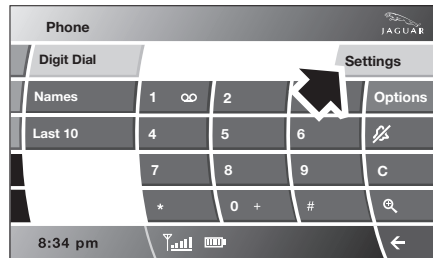 Phone
JAGUAR
Digit Dial
Settings
Names
1 2
Options
Last 10
4 5 6
7 8 9 C
* 0 + #
8:34 pm